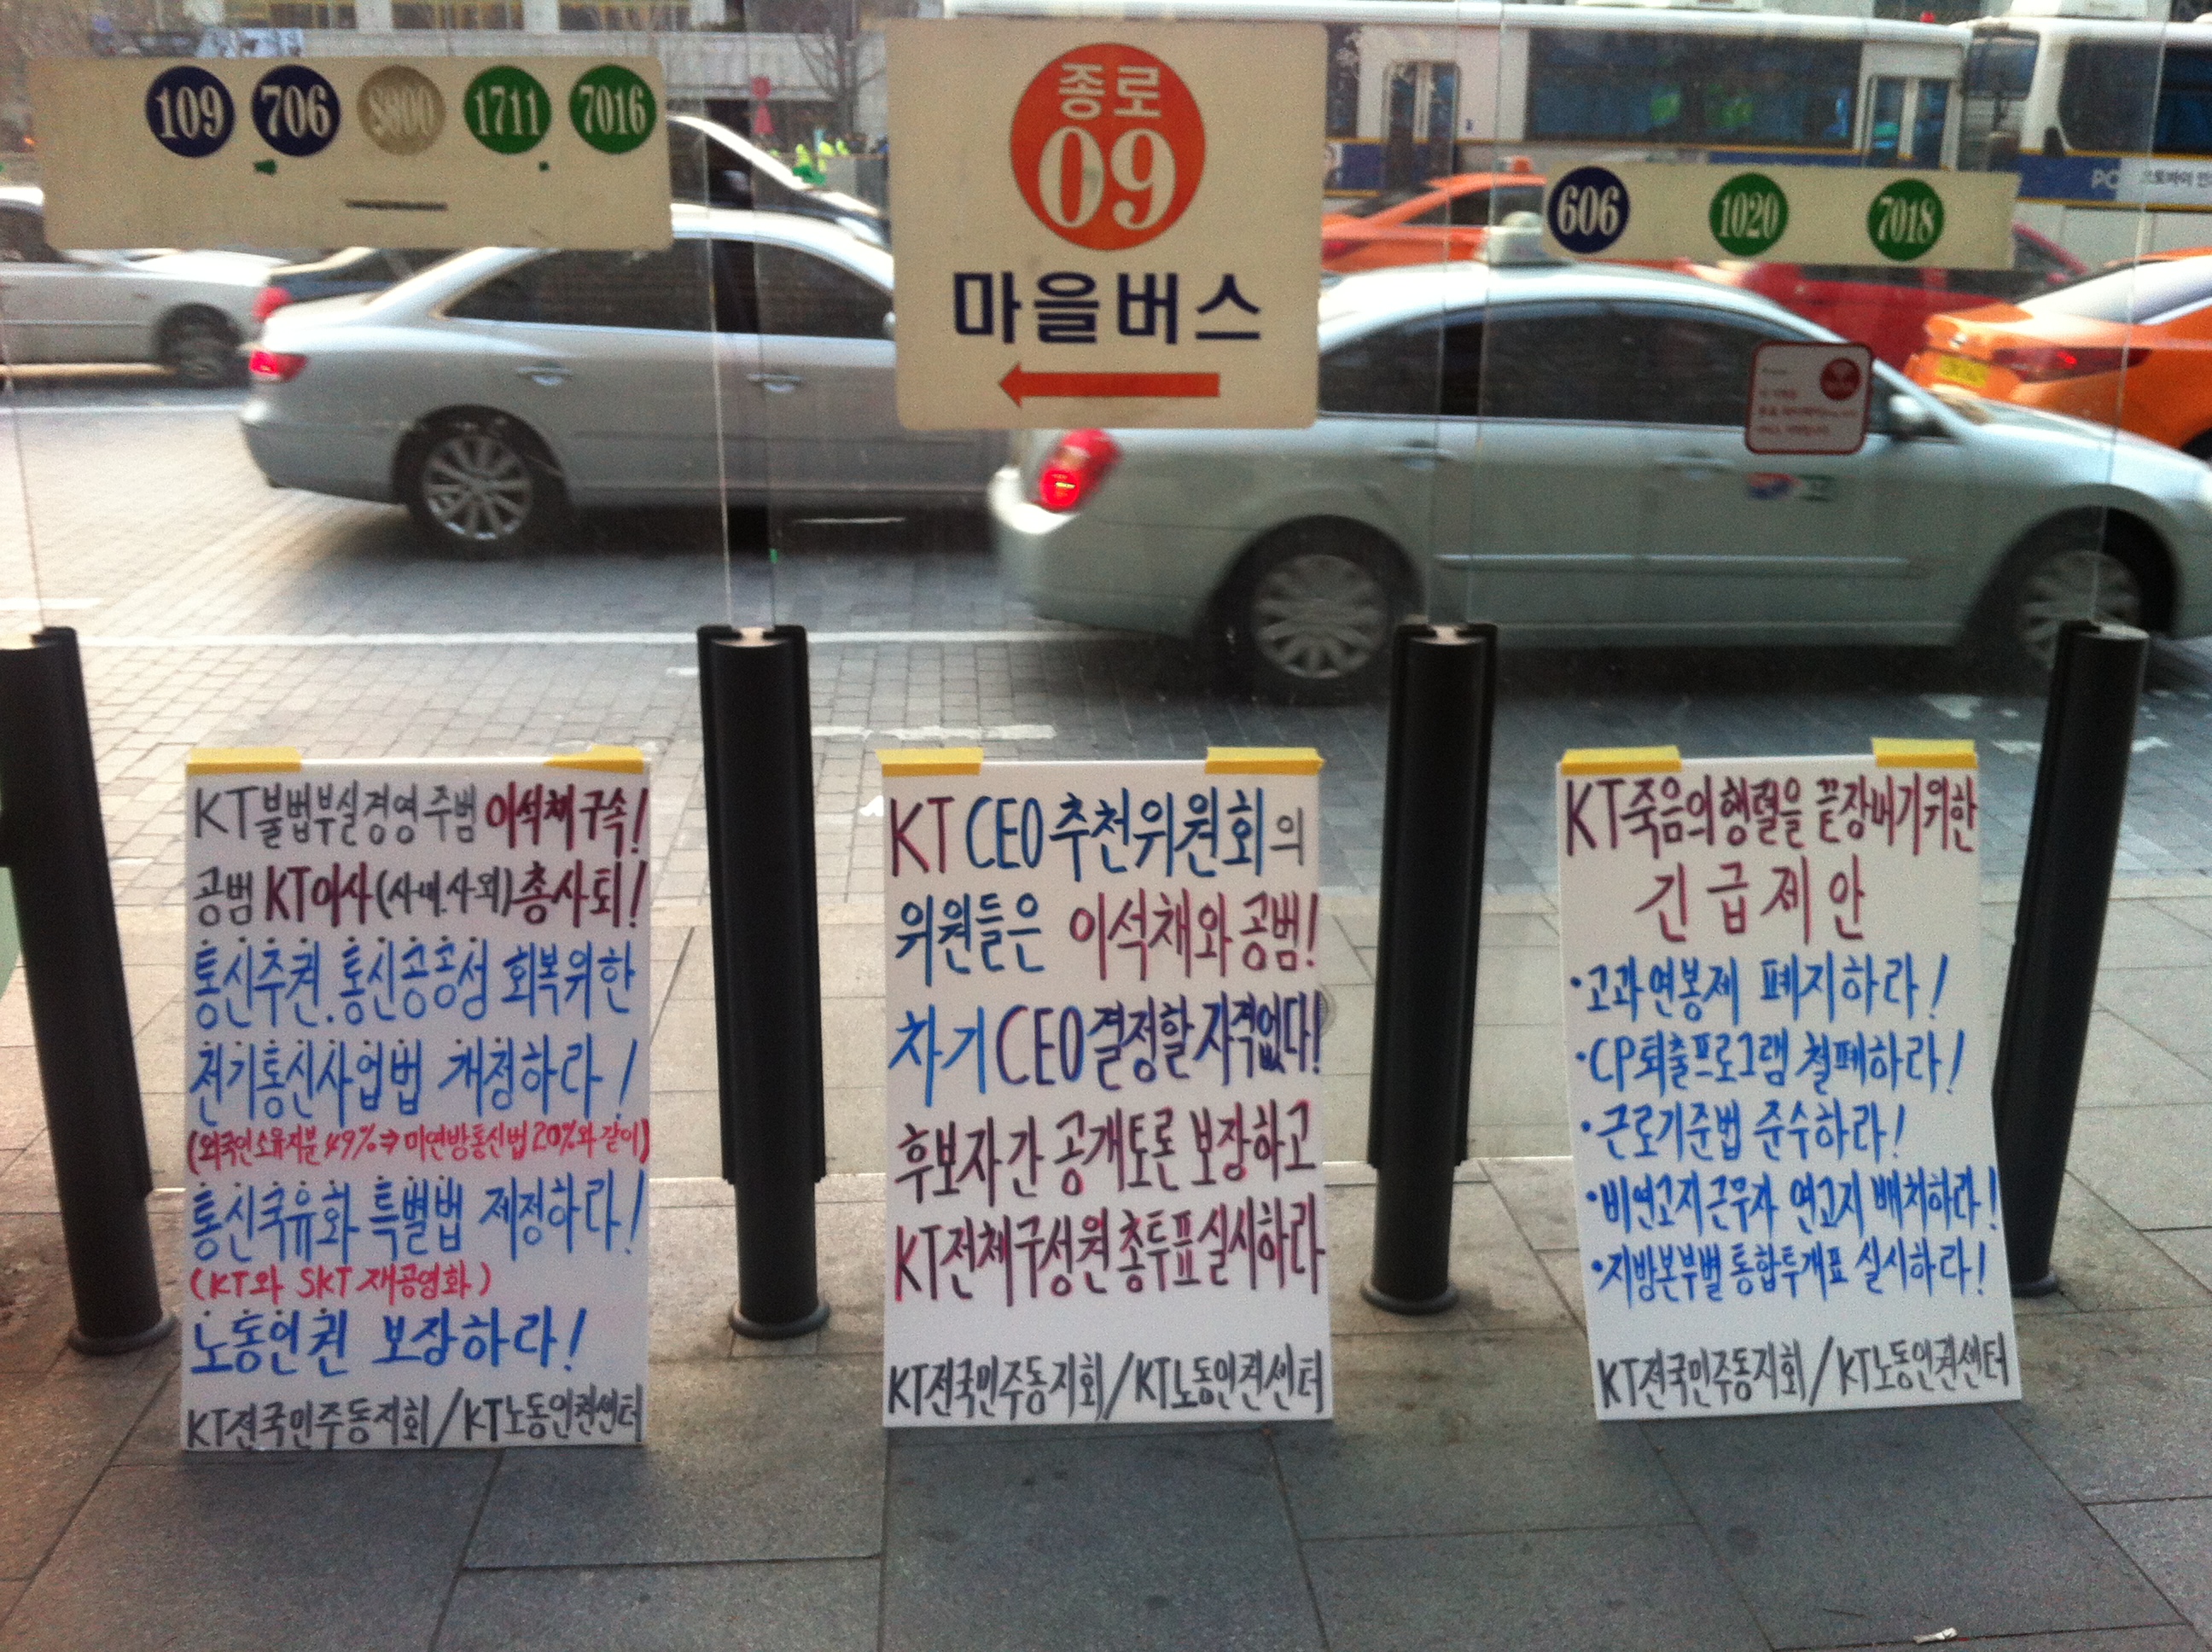 109 706 8800 1711 7016
종로
09
마을버스
606 1020 7018
KT불법부실경영주범 이석채구속!
공범 KT이사(사내.사외)총사퇴!
통신주권.통신공공성 회복위한
전기통신사업법 개정하라!
(외국인소유지분 49%⇒미연방통신법 20%와 같이)
통신국유화 특별법 제정하라!
(KT와 SKT 재공영화)
노동인권 보장하라!
KT전국민주동지회/KT노동인권센터
KT CEO추천위원회의
위원들은 이석채와 공범!
차기 CEO결정할 자격없다!
후보자간 공개토론 보장하고
KT전체구성원 총투표실시하라
KT전국민주동지회/KT노동인권센터
KT죽음의행렬을 끝장내기위한
긴급제안
·고과연봉제 폐지하라!
·CP퇴출프로그램 철폐하라!
·근로기준법 준수하라!
·비연고지근무자 연고지 배치하라!
·지방본부별 통합투개표 실시하라!
KT전국민주동지회/KT노동인권센터